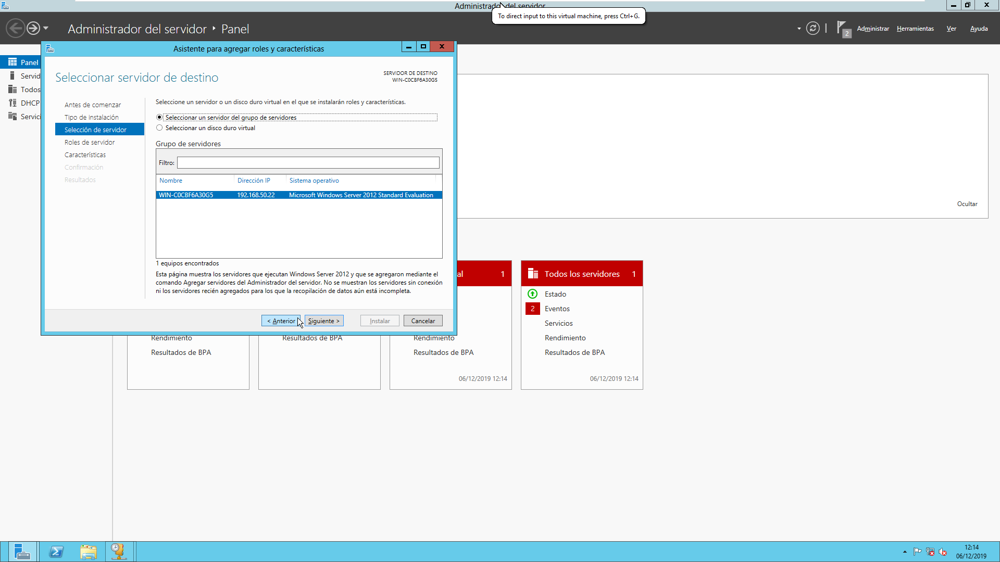 Administrador del servidor
To direct input to this virtual machine, press Ctrl+G.
Administrador del servidor
Panel
2
Administrar
Herramientas
Ver
Ayuda
Panel
Servid
Todos
DHCP
Servici
Asistente para agregar roles y características
Seleccionar servidor de destino
SERVIDOR DE DESTINO
WIN-C0CBF6A30G5
Antes de comenzar
Tipo de instalación
Selección de servidor
Roles de servidor
Características
Confirmación
Resultados
Seleccione un servidor o un disco duro virtual en el que se instalarán roles y características.
Seleccionar un servidor del grupo de servidores
Seleccionar un disco duro virtual
Grupo de servidores
Filtro:
Nombre Dirección IP Sistema operativo
WIN-C0CBF6A30G5 192.168.50.22 Microsoft Windows Server 2012 Standard Evaluation
1 equipos encontrados
Esta página muestra los servidores que ejecutan Windows Server 2012 y que se agregaron mediante el
comando Agregar servidores del Administrador del servidor. No se muestran los servidores sin conexión
ni los servidores recién agregados para los que la recopilación de datos aún está incompleta.
< Anterior
Siguiente >
Instalar
Cancelar
Ocultar
Rendimiento
Resultados de BPA
Resultados de BPA
al 1
Rendimiento
Resultados de BPA
06/12/2019 12:14
Todos los servidores 1
Estado
2 Eventos
Servicios
Rendimiento
Resultados de BPA
06/12/2019 12:14
12:14
06/12/2019